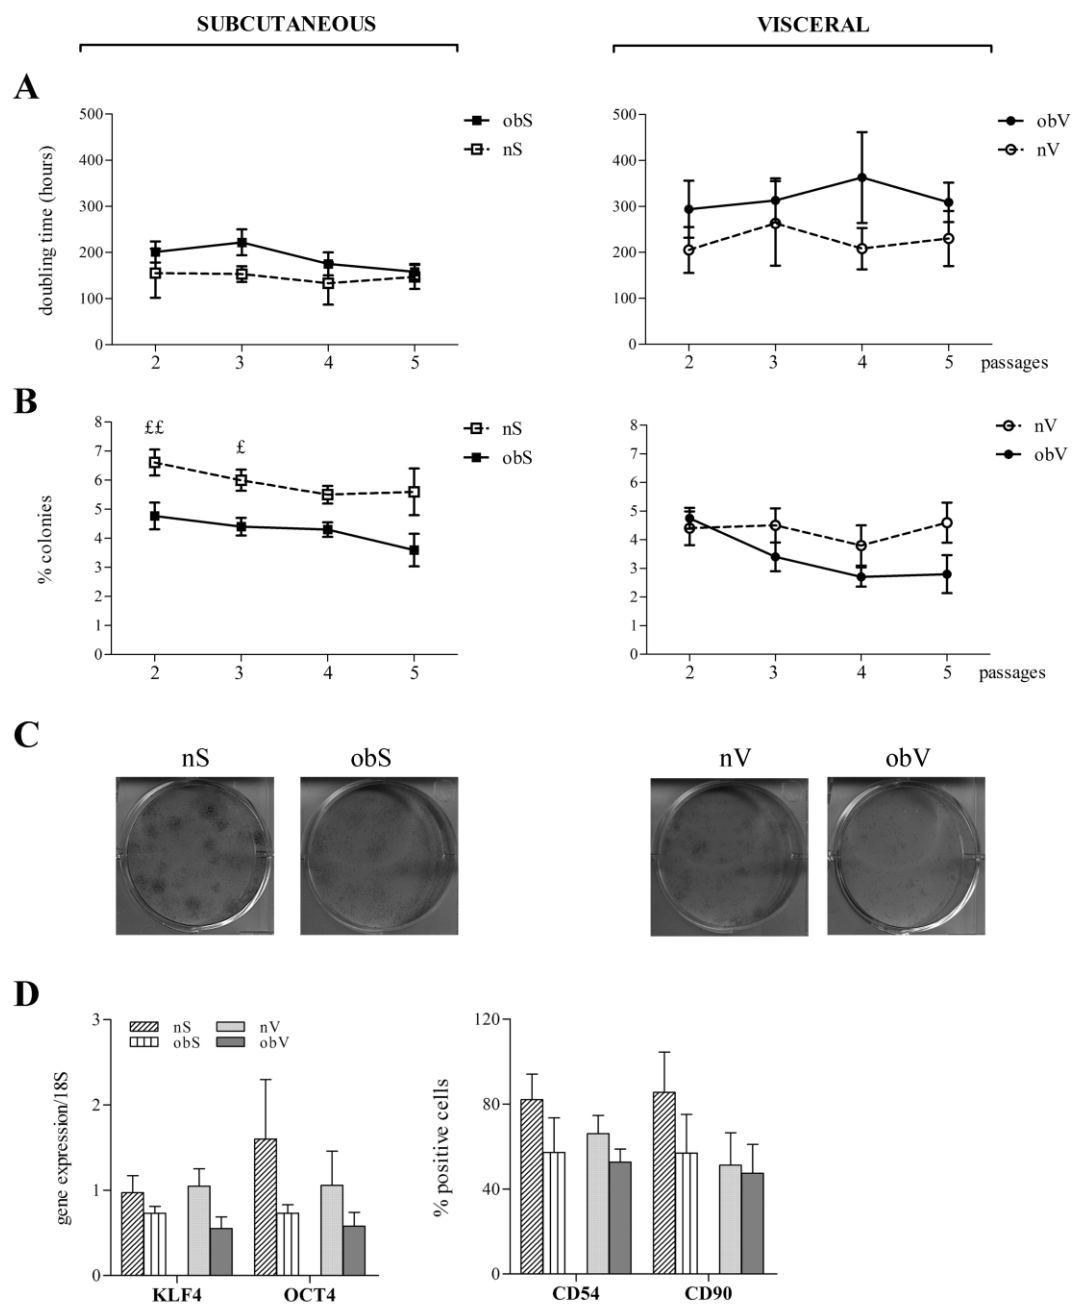 SUBCUTANEOUS VISCERAL
A
500
400
300
200
100
0
doubling time (hours)
obS
nS
2 3 4 5
500
400
300
200
100
0
obV
nV
2 3 4 5 passages
B
8
7
6
5
4
3
2
1
0
% colonies
££ £
nS
obS
2 3 4 5
8
7
6
5
4
3
2
1
0
nV
obV
2 3 4 5 passages
C
nS obS nV obV
D
3
2
1
0
gene expression/18S
nS nV
obS obV
KLF4 OCT4
120
80
40
0
% positive cells
CD54 CD90